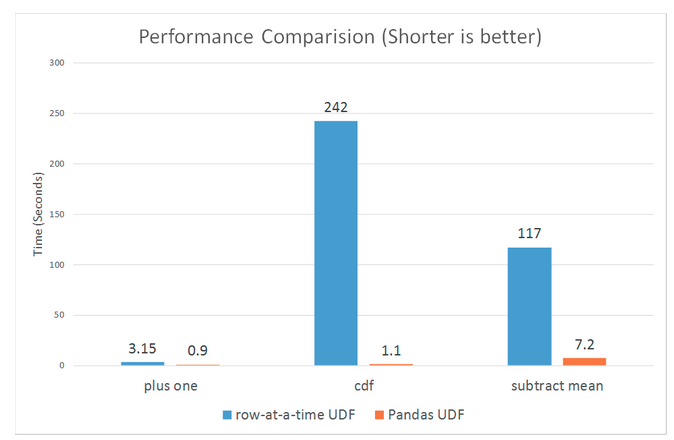 Performance Comparision (Shorter is better)
300
250
200
150
100
50
0
Time (Seconds)
3.15
0.9
242
1.1
117
7.2
plus one
cdf
subtract mean
row-at-a-time UDF
Pandas UDF